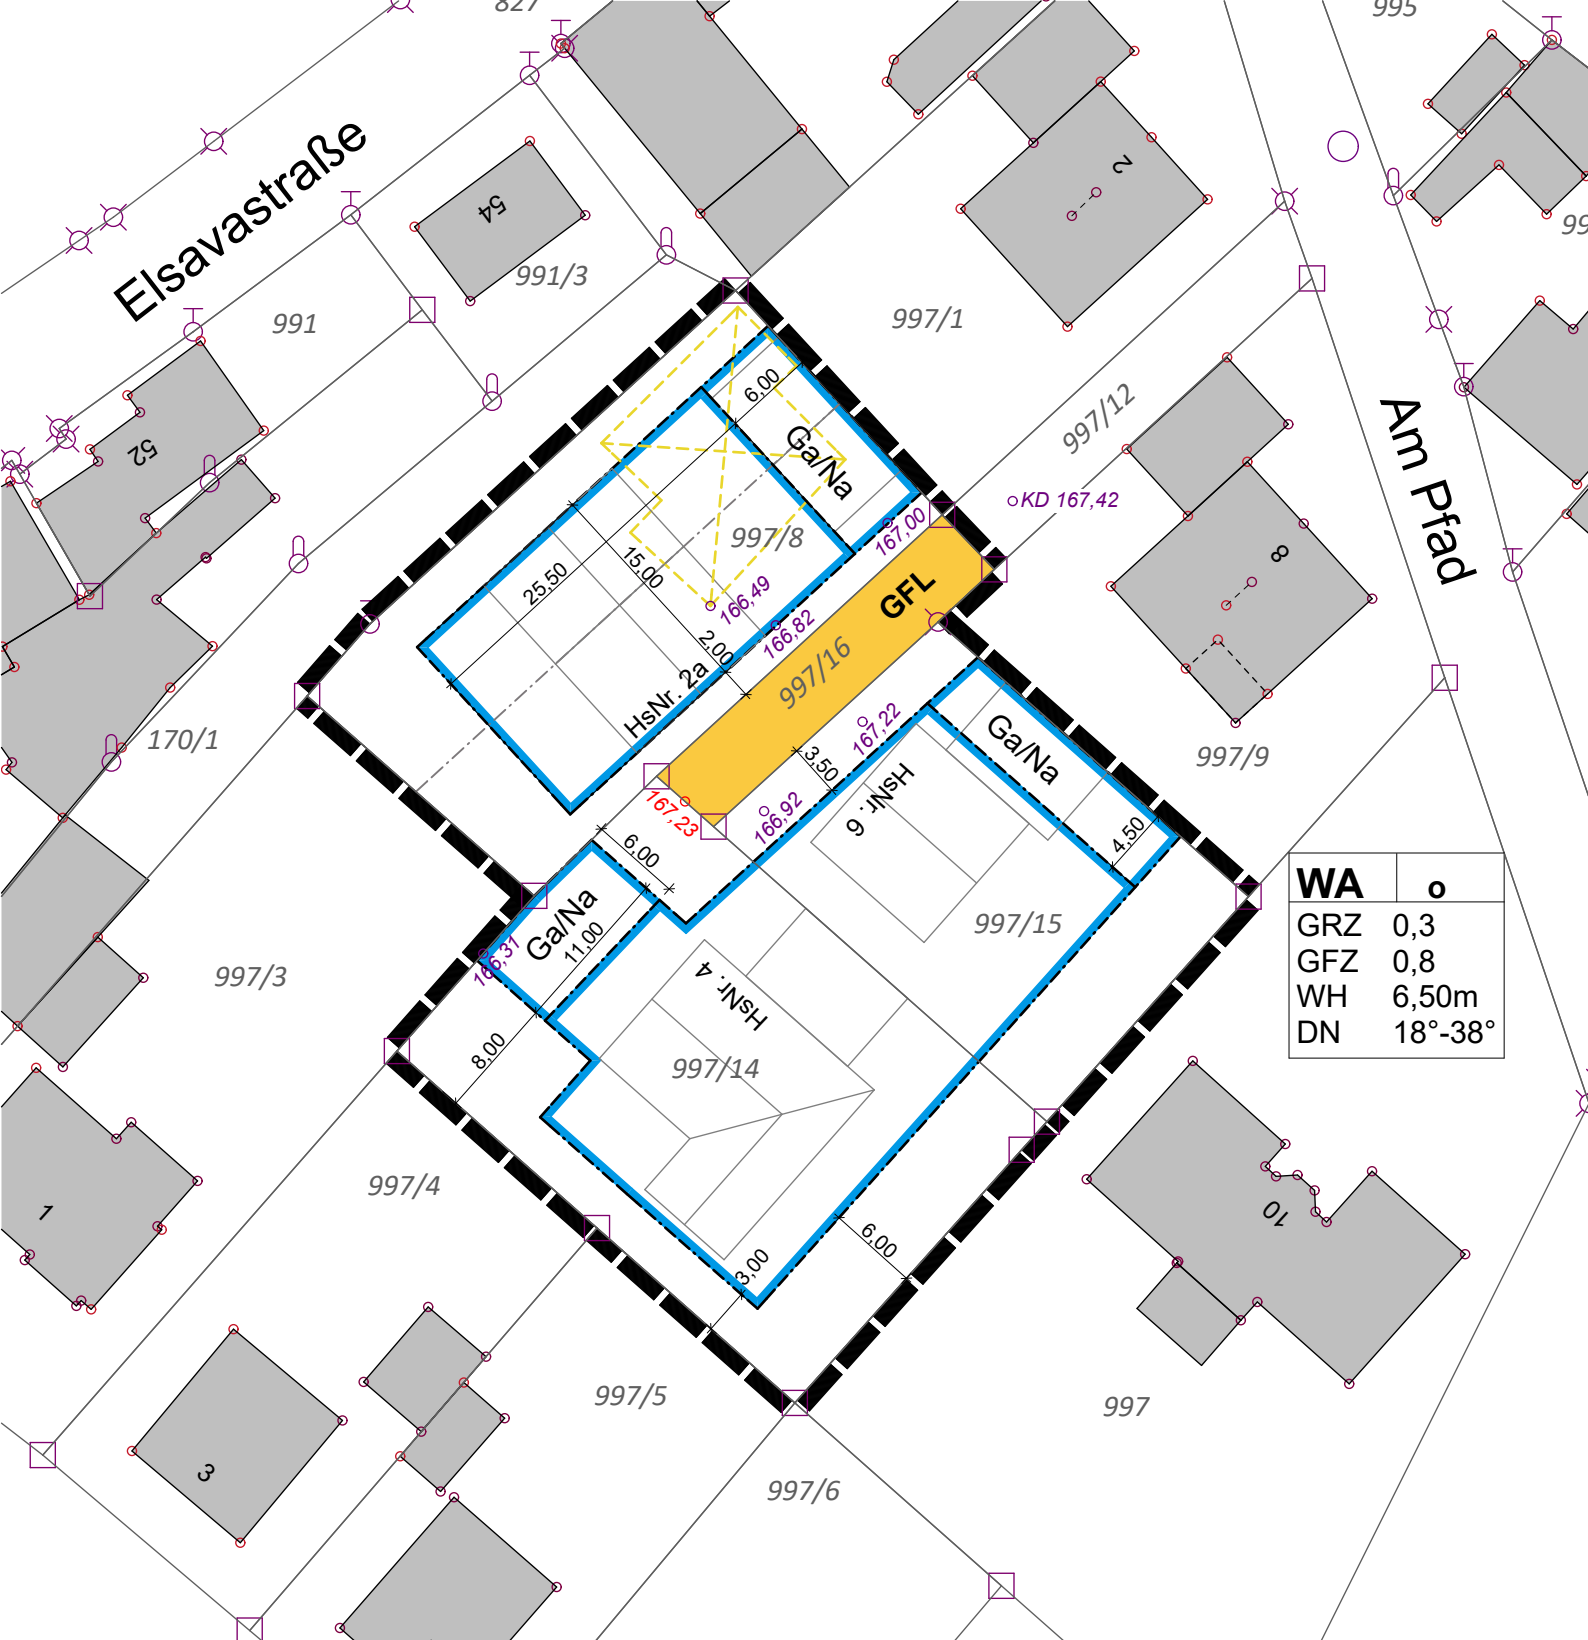 827
995
Elsavastraße
54
991/3
991
2
997/1
99
52
6,00
Ga/Na
997/12
Am Pfad
KD 167,42
167,00
997/8
25,50
15,00
166,49
166,82
2,00
HsNr. 2a
GFL
997/16
8
170/1
167,22
3,50
997/9
Ga/Na
HsNr. 6
167,23
166,92
4,50
6,00
Ga/Na
11,00
166,31
997/15
WA o
GRZ 0,3
GFZ 0,8
WH 6,50m
DN 18°-38°
997/3
HsNr. 4
8,00
997/14
997/4
1
10
6,00
3,00
997/5
997
3
997/6